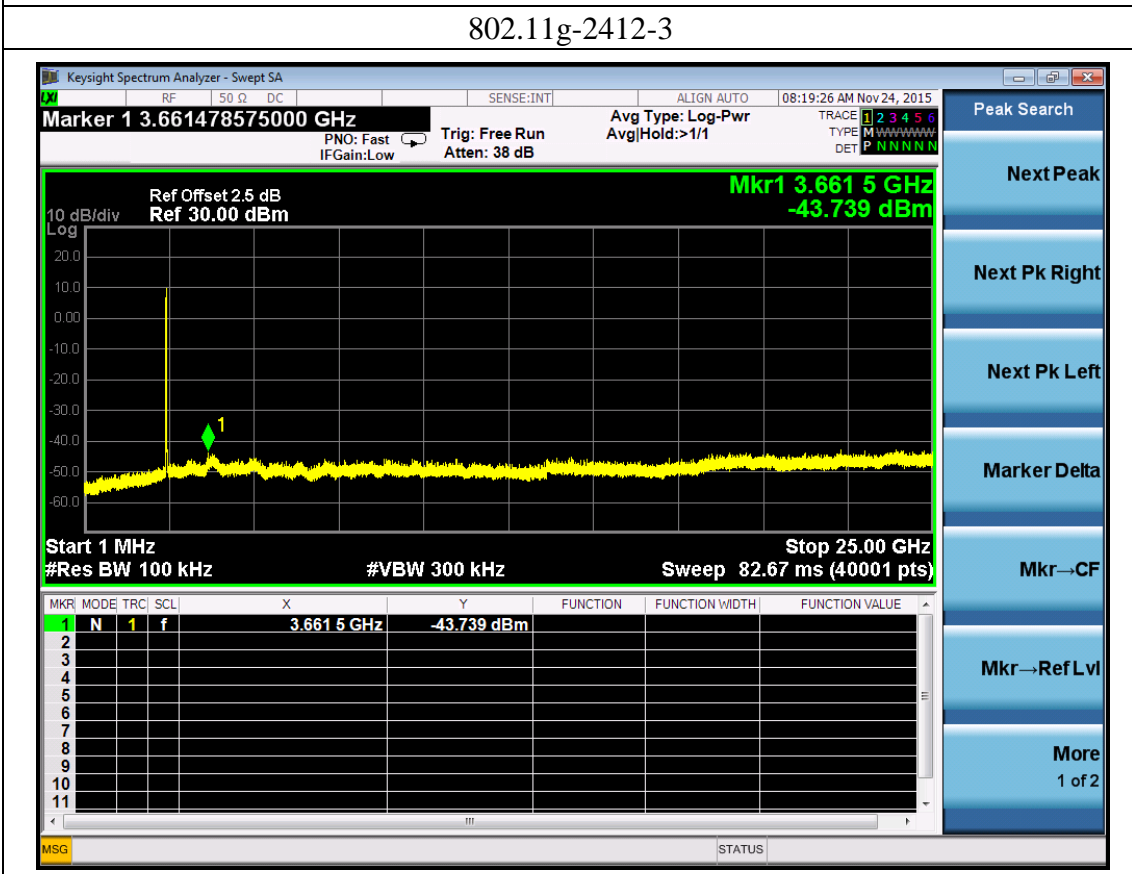 802.11g-2412-3
Keysight Spectrum Analyzer - Swept SA
LXI RF 50 Ω DC SENSE:INT ALIGN AUTO 08:19:26 AM Nov 24, 2015
Marker 1 3.661478575000 GHz
PNO: Fast
IFGain:Low
Trig: Free Run
Atten: 38 dB
Avg Type: Log-Pwr
Avg|Hold:>1/1
TRACE 1 2 3 4 5 6
TYPE M WWWWW
DET P N N N N N
Peak Search
Next Peak
Next Pk Right
Next Pk Left
Marker Delta
Mkr→CF
Mkr→Ref Lvl
More
1 of 2
Mkr1 3.661 5 GHz
-43.739 dBm
Ref Offset 2.5 dB
10 dB/div Ref 30.00 dBm
Log
20.0
10.0
0.00
-10.0
-20.0
-30.0
1
-40.0
-50.0
-60.0
Start 1 MHz Stop 25.00 GHz
#Res BW 100 kHz #VBW 300 kHz Sweep 82.67 ms (40001 pts)
MKR MODE TRC SCL X Y FUNCTION FUNCTION WIDTH FUNCTION VALUE
1 N 1 f 3.661 5 GHz -43.739 dBm
2
3
4
5
6
7
8
9
10
11
MSG STATUS